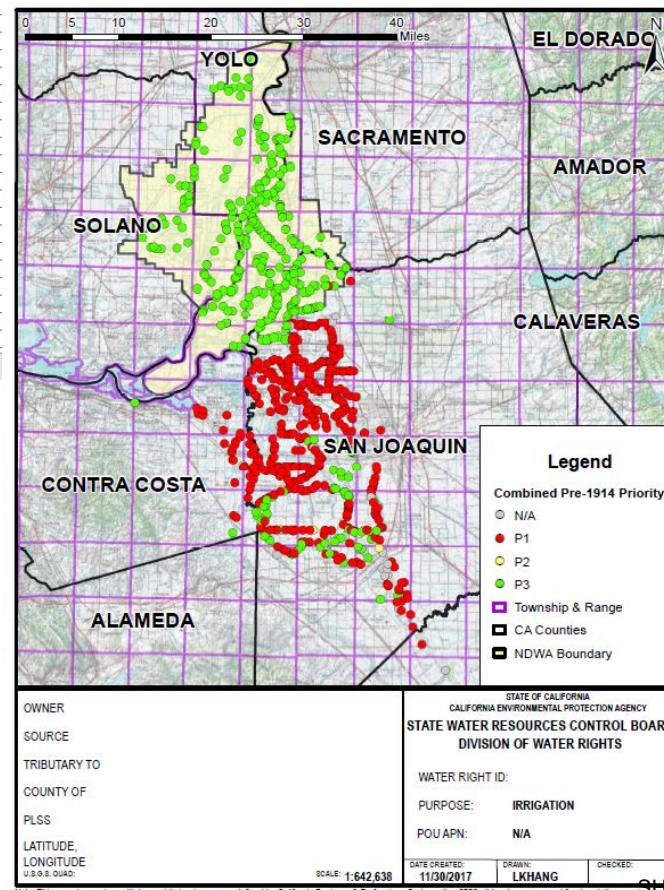 0 5 10 20 30 40
Miles
N
YOLO
EL DORADO
SACRAMENTO
AMADOR
SOLANO
CALAVERAS
SAN JOAQUIN
CONTRA COSTA
ALAMEDA
Legend
Combined Pre-1914 Priority
N/A
P1
P2
P3
Township & Range
CA Counties
NDWA Boundary
OWNER
SOURCE
TRIBUTARY TO
COUNTY OF
PLSS
LATITUDE,
LONGITUDE
U.S.G.S. QUAD:
SCALE: 1:642,638
STATE OF CALIFORNIA
CALIFORNIA ENVIRONMENTAL PROTECTION AGENCY
STATE WATER RESOURCES CONTROL BOAR
DIVISION OF WATER RIGHTS
WATER RIGHT ID:
PURPOSE: IRRIGATION
POU APN: N/A
DATE CREATED: DRAWN: CHECKED:
11/30/2017 LKHANG